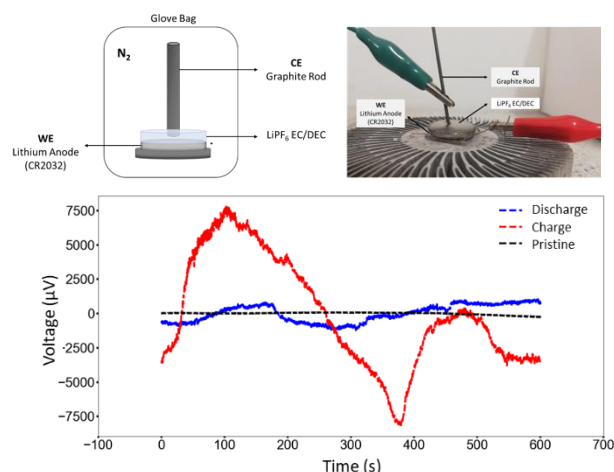 Glove Bag
N₂
CE
Graphite Rod
WE
Lithium Anode
(CR2032)
LiPF₆ EC/DEC
CE
Graphite Rod
WE
Lithium Anode
(CR2032)
LiPF₆ EC/DEC
Voltage (µV)
7500
5000
2500
0
−2500
−5000
−7500
Discharge
Charge
Pristine
−100 0 100 200 300 400 500 600 700
Time (s)